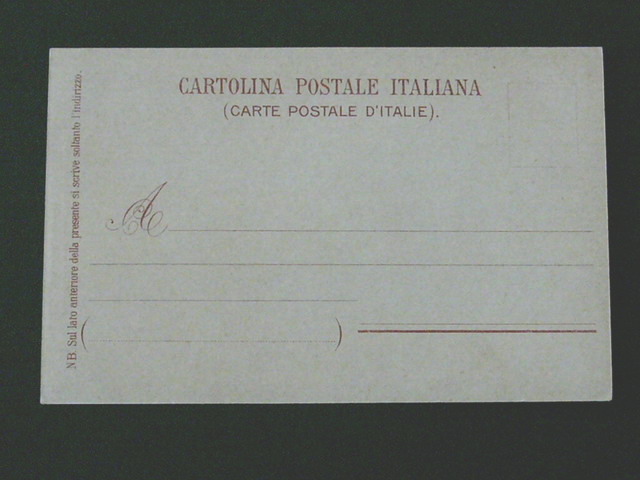 CARTOLINA POSTALE ITALIANA
(CARTE POSTALE D'ITALIE).
A
( )
NB. Sul lato anteriore della presente si scrive soltanto l'indirizzo.